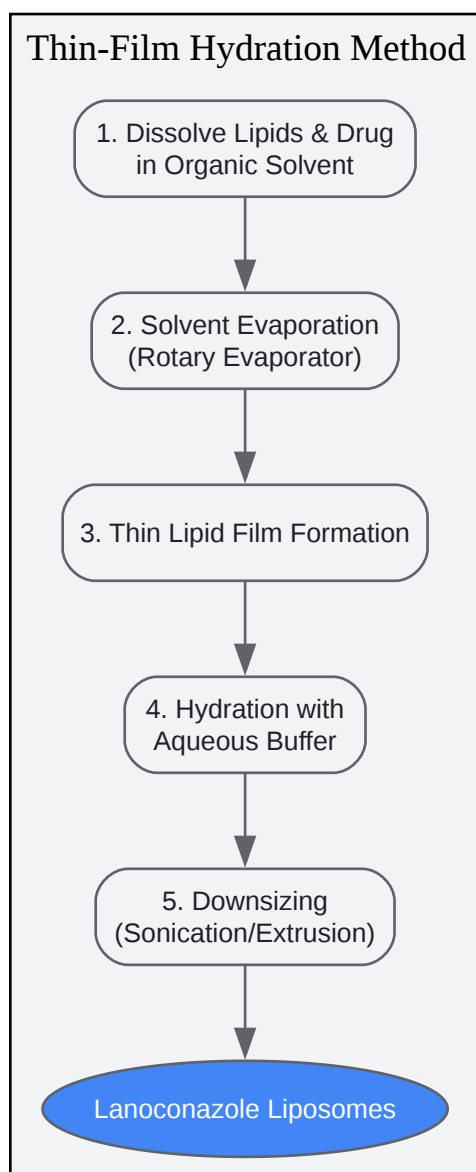 Thin-Film Hydration Method
1. Dissolve Lipids & Drug
in Organic Solvent
2. Solvent Evaporation
(Rotary Evaporator)
3. Thin Lipid Film Formation
4. Hydration with
Aqueous Buffer
5. Downsizing
(Sonication/Extrusion)
Lanoconazole Liposomes